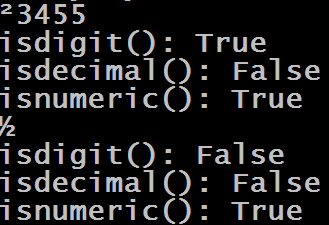 ²3455
isdigit(): True
isdecimal(): False
isnumeric(): True
½
isdigit(): False
isdecimal(): False
isnumeric(): True